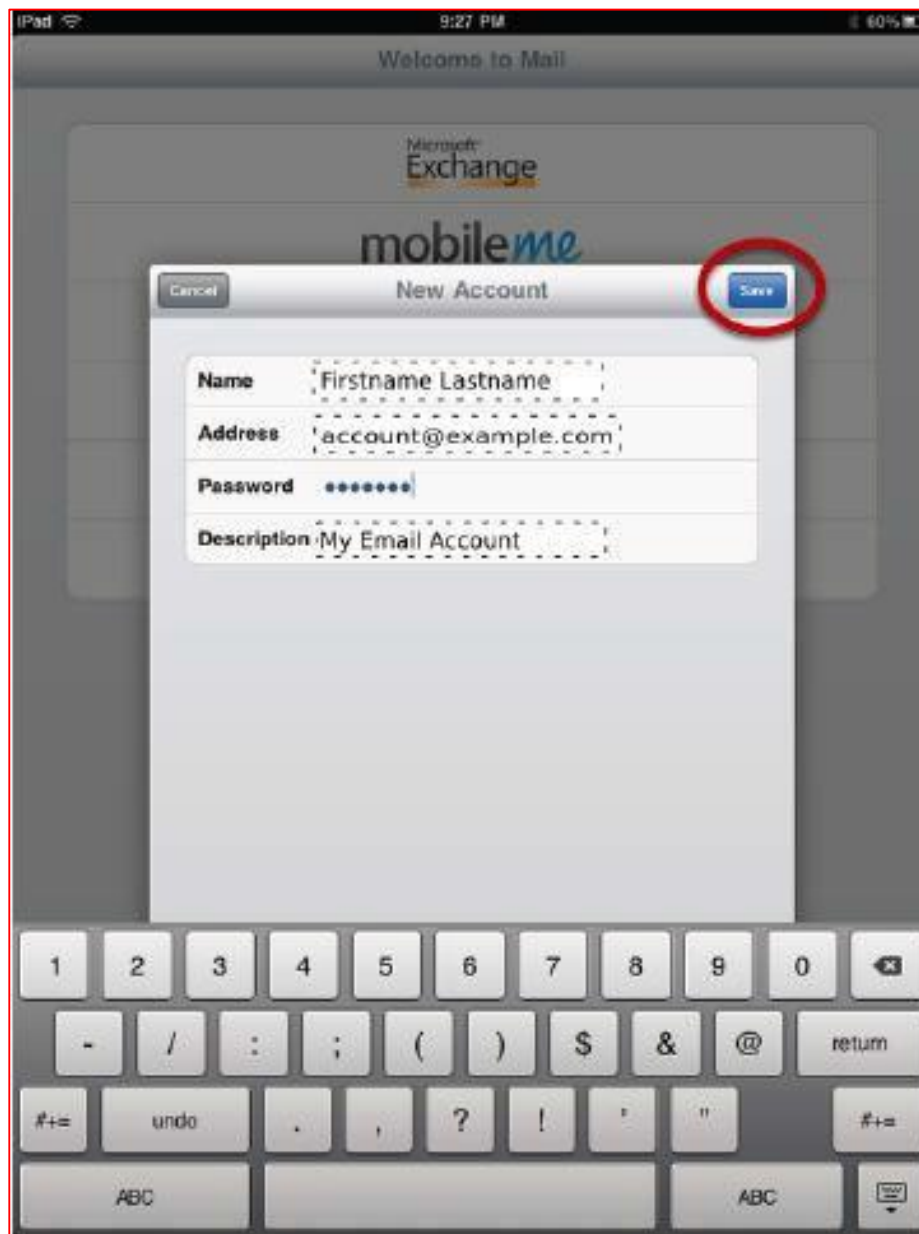 iPad 9:27 PM 60%
Welcome to Mail
Microsoft
Exchange
mobileme
Cancel New Account Save
Name Firstname Lastname
Address account@example.com
Password •••••••
Description My Email Account
1 2 3 4 5 6 7 8 9 0
- / : ; ( ) $ & @ return
#+= undo . , ? ! ' " #+=
ABC ABC